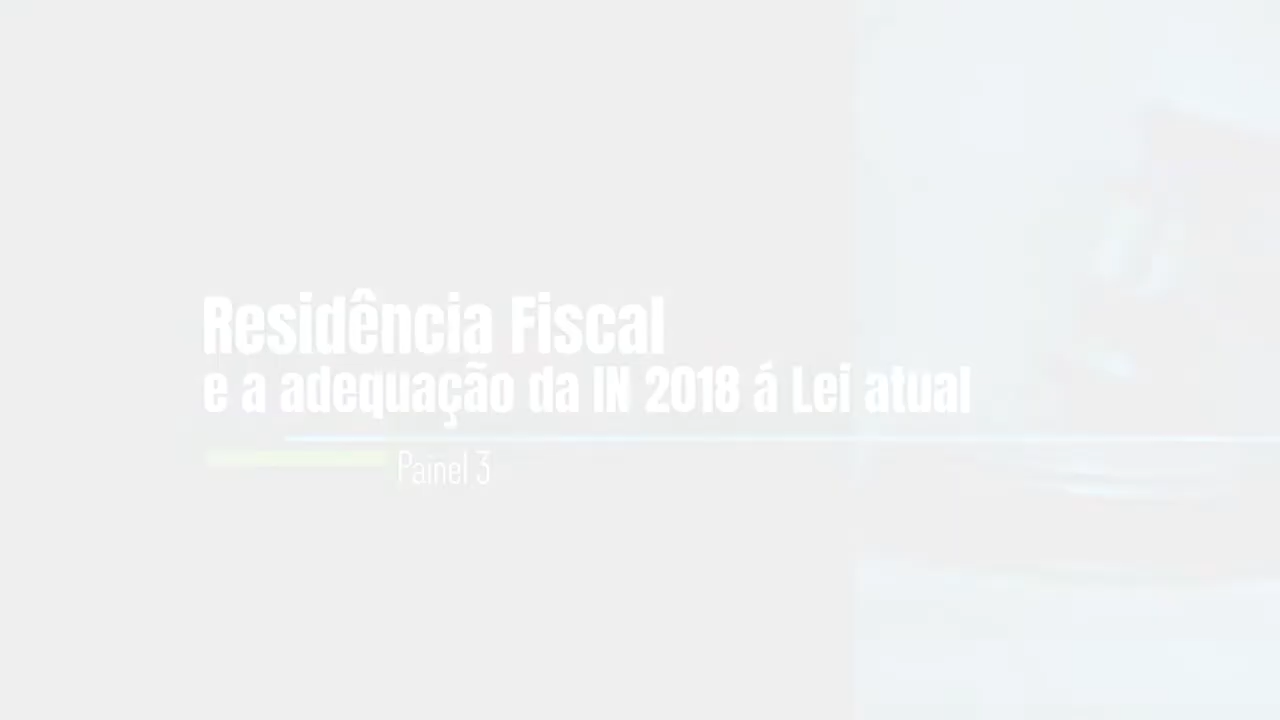 Residência Fiscal
e a adequação da IN 2018 á Lei atual
Painel 3